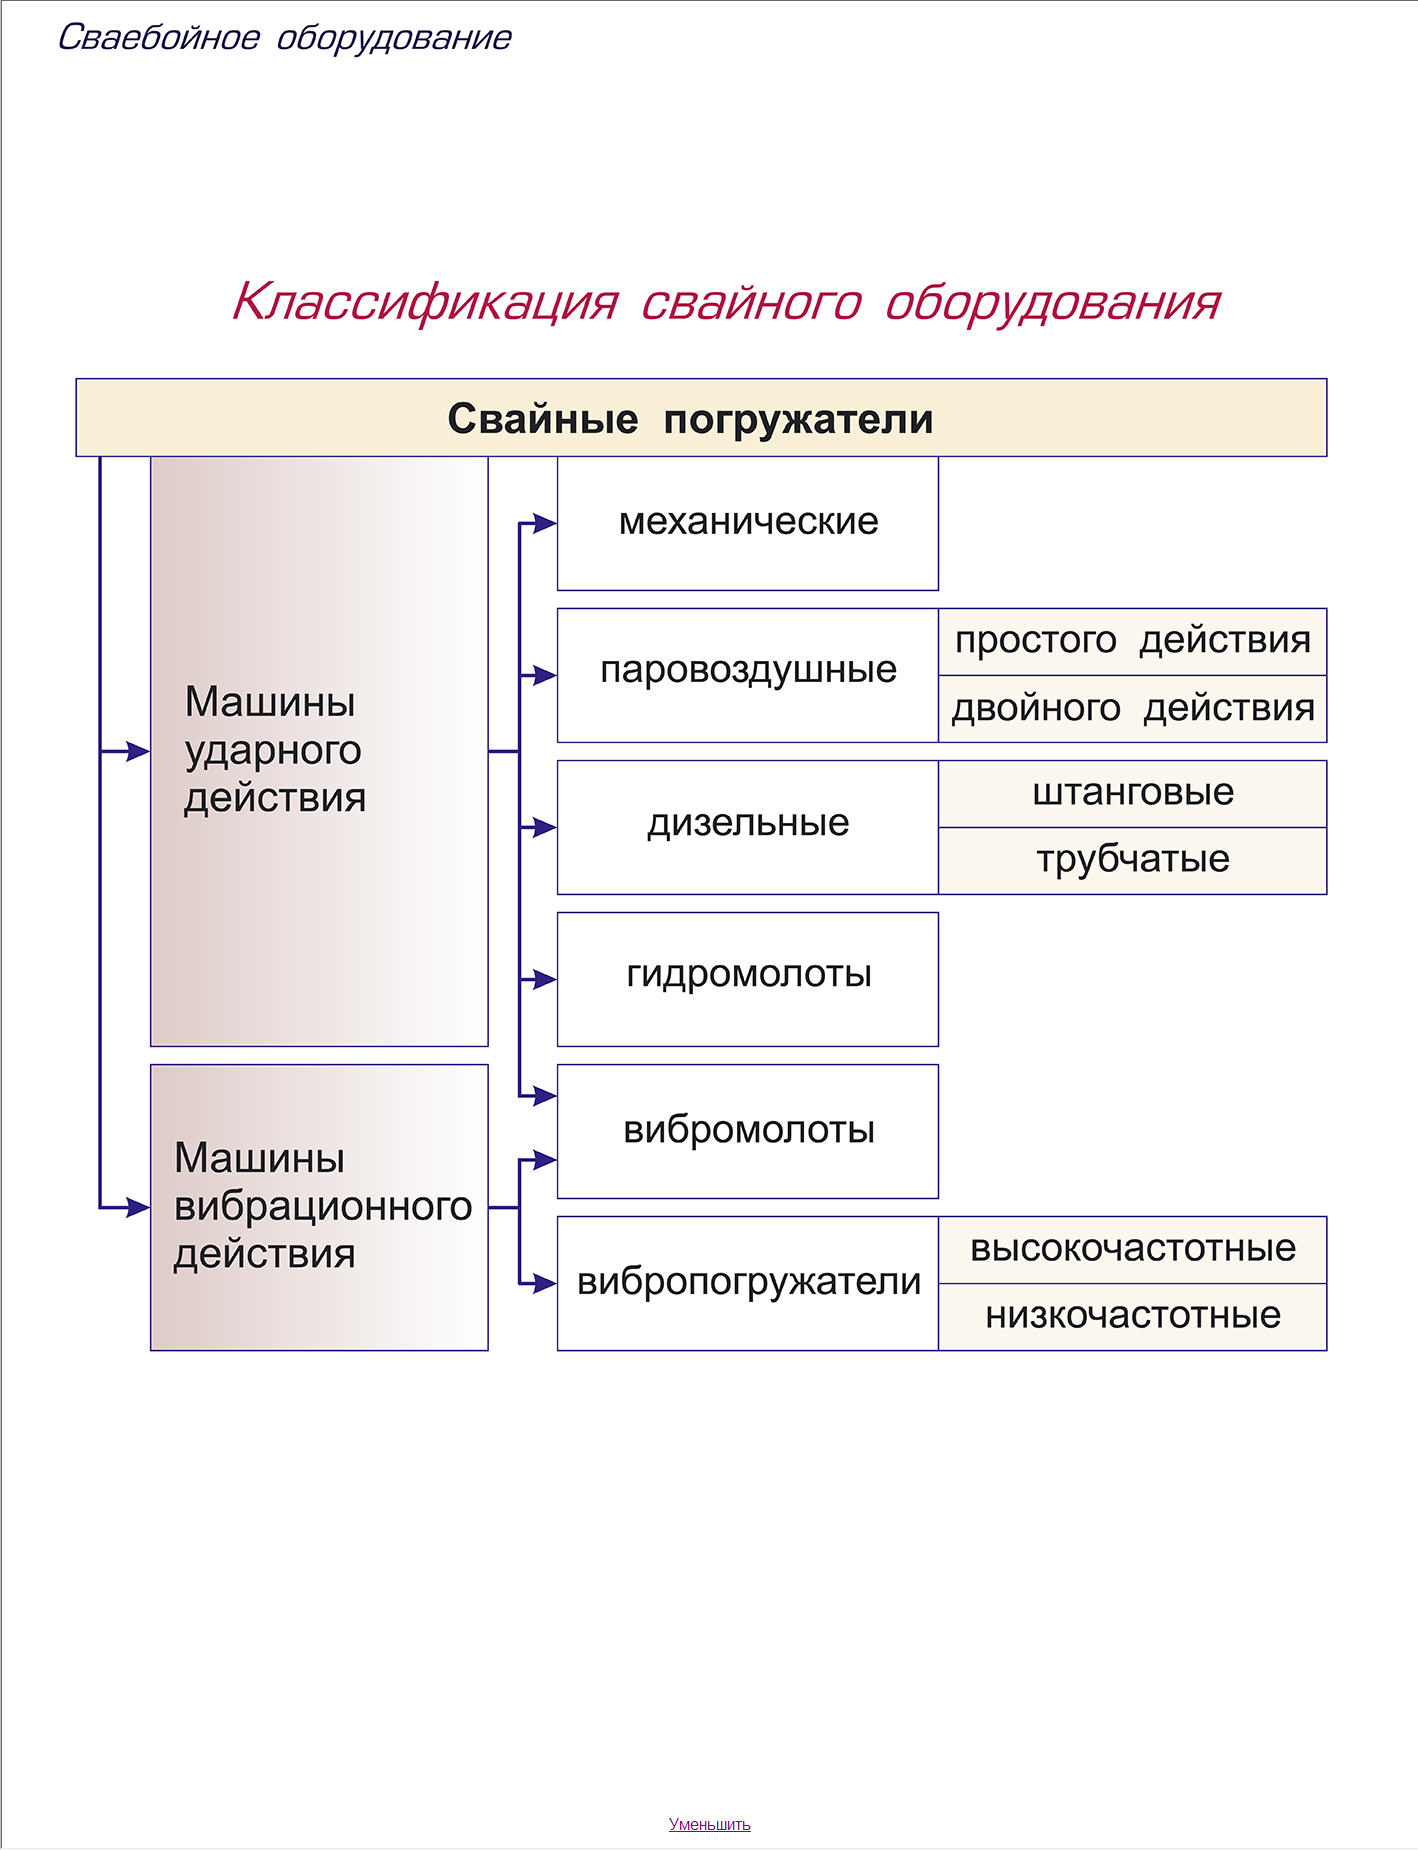 Сваебойное оборудование
Классификация свайного оборудования
Свайные погружатели
Машины
ударного
действия
механические
паровоздушные
простого действия
двойного действия
дизельные
штанговые
трубчатые
гидромолоты
Машины
вибрационного
действия
вибромолоты
вибропогружатели
высокочастотные
низкочастотные
Уменьшить